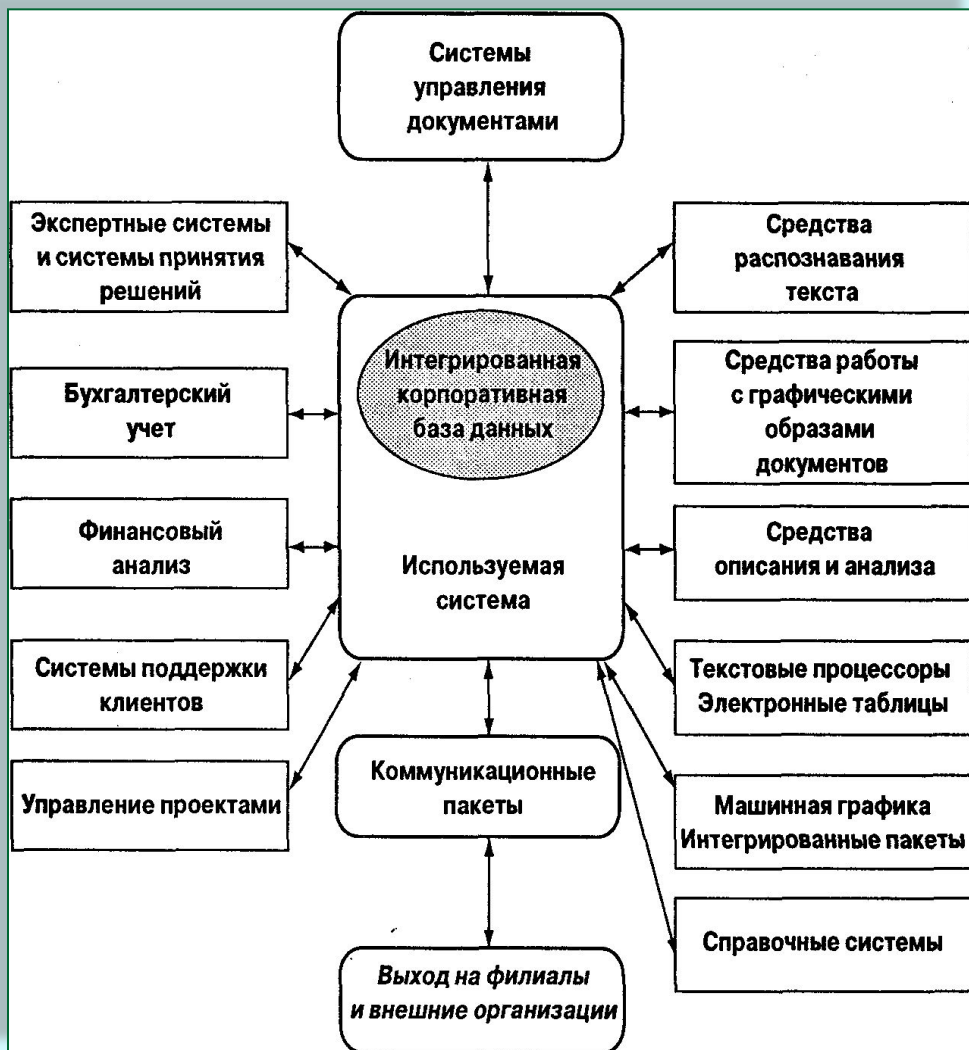 Системы
управления
документами
Экспертные системы
и системы принятия
решений
Средства
распознавания
текста
Интегрированная
корпоративная
база данных
Бухгалтерский
учет
Средства работы
с графическими
образами
документов
Финансовый
анализ
Используемая
система
Средства
описания и анализа
Системы поддержки
клиентов
Текстовые процессоры
Электронные таблицы
Управление проектами
Коммуникационные
пакеты
Машинная графика
Интегрированные пакеты
Справочные системы
Выход на филиалы
и внешние организации